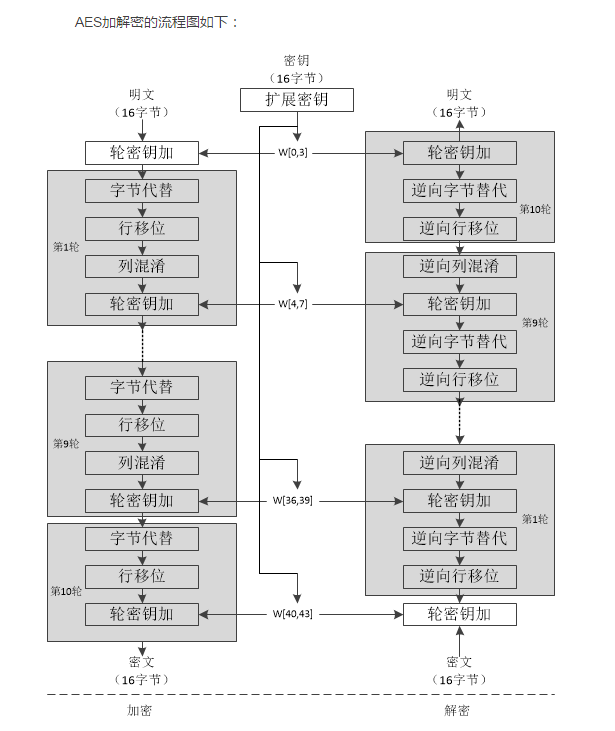 AES加解密的流程图如下：
密钥
（16字节）
扩展密钥
明文
（16字节）
轮密钥加
第1轮
字节代替
行移位
列混淆
轮密钥加
第9轮
字节代替
行移位
列混淆
轮密钥加
第10轮
字节代替
行移位
轮密钥加
密文
（16字节）
加密
W[0,3]
W[4,7]
W[36,39]
W[40,43]
明文
（16字节）
轮密钥加
逆向字节替代
第10轮
逆向行移位
逆向列混淆
轮密钥加
第9轮
逆向字节替代
逆向行移位
逆向列混淆
轮密钥加
第1轮
逆向字节替代
逆向行移位
轮密钥加
密文
（16字节）
解密